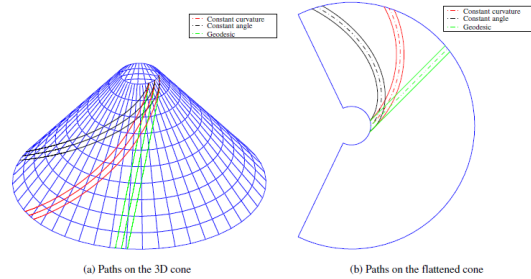 Constant curvature
Constant angle
Geodesic
(a) Paths on the 3D cone
Constant curvature
Constant angle
Geodesic
(b) Paths on the flattened cone